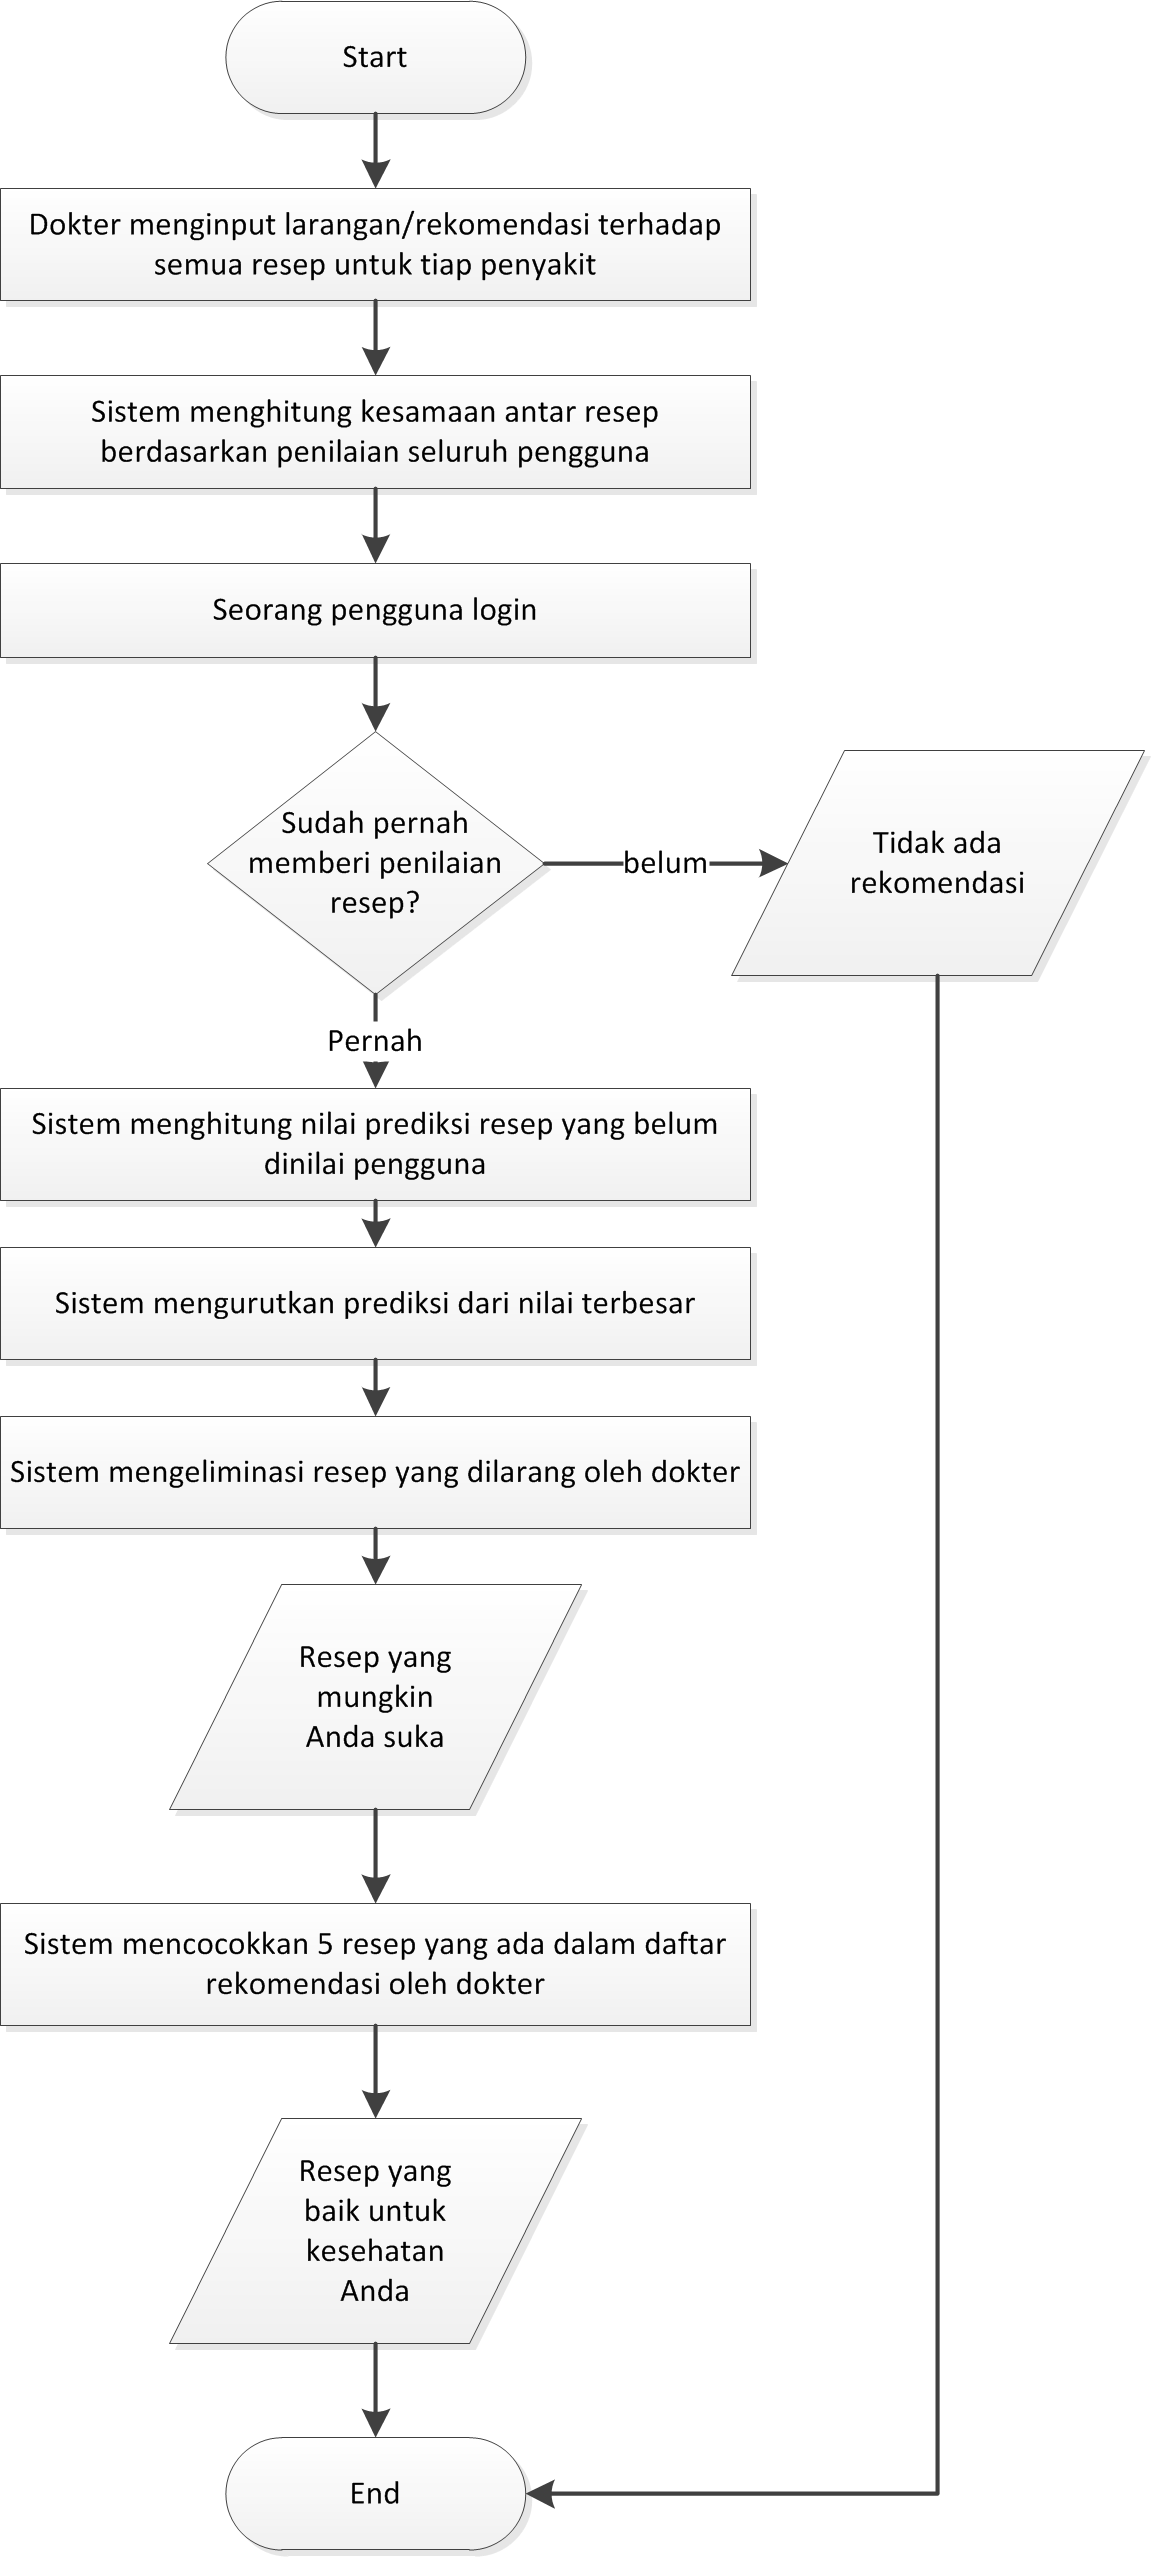 Start
Dokter menginput larangan/rekomendasi terhadap
semua resep untuk tiap penyakit
Sistem menghitung kesamaan antar resep
berdasarkan penilaian seluruh pengguna
Seorang pengguna login
Sudah pernah
memberi penilaian
resep?
belum
Tidak ada
rekomendasi
Pernah
Sistem menghitung nilai prediksi resep yang belum
dinilai pengguna
Sistem mengurutkan prediksi dari nilai terbesar
Sistem mengeliminasi resep yang dilarang oleh dokter
Resep yang
mungkin
Anda suka
Sistem mencocokkan 5 resep yang ada dalam daftar
rekomendasi oleh dokter
Resep yang
baik untuk
kesehatan
Anda
End